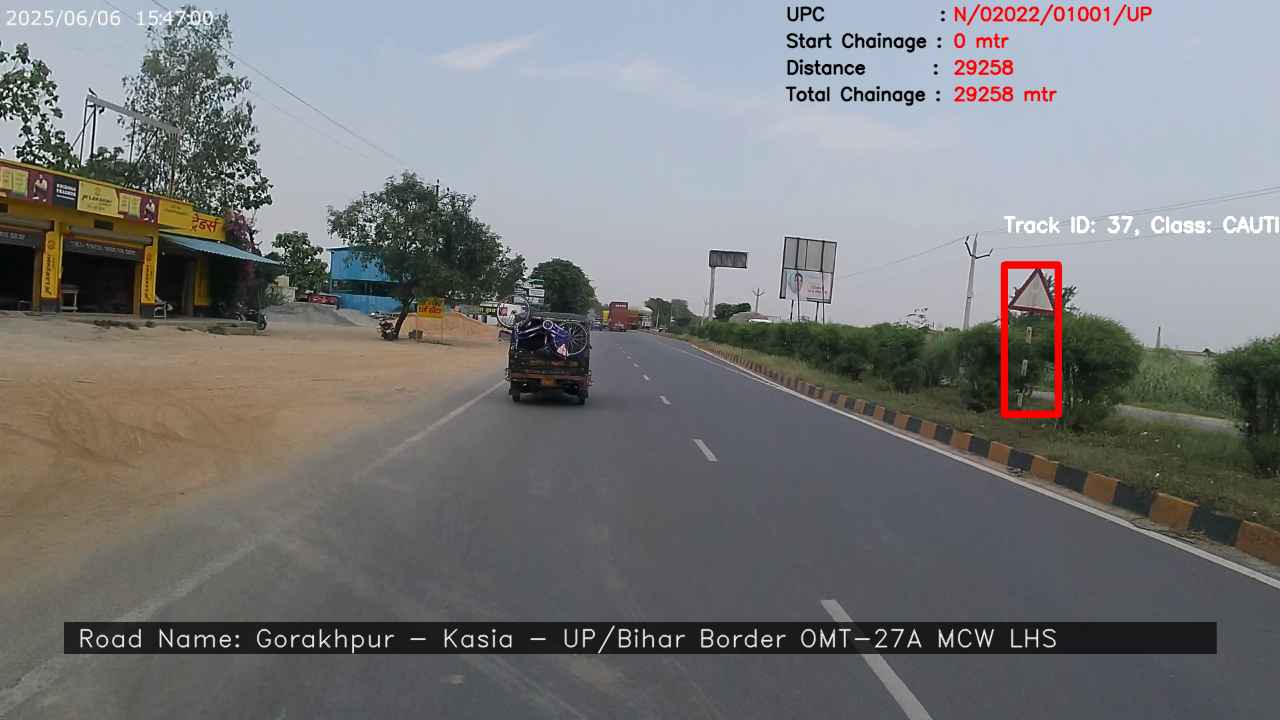 2025/06/06 15:47:00
UPC : N/02022/01001/UP
Start Chainage : 0 mtr
Distance : 29258
Total Chainage : 29258 mtr
Track ID: 37, Class: CAUTI
ट्रेडर्स
Road Name: Gorakhpur - Kasia - UP/Bihar Border OMT-27A MCW LHS